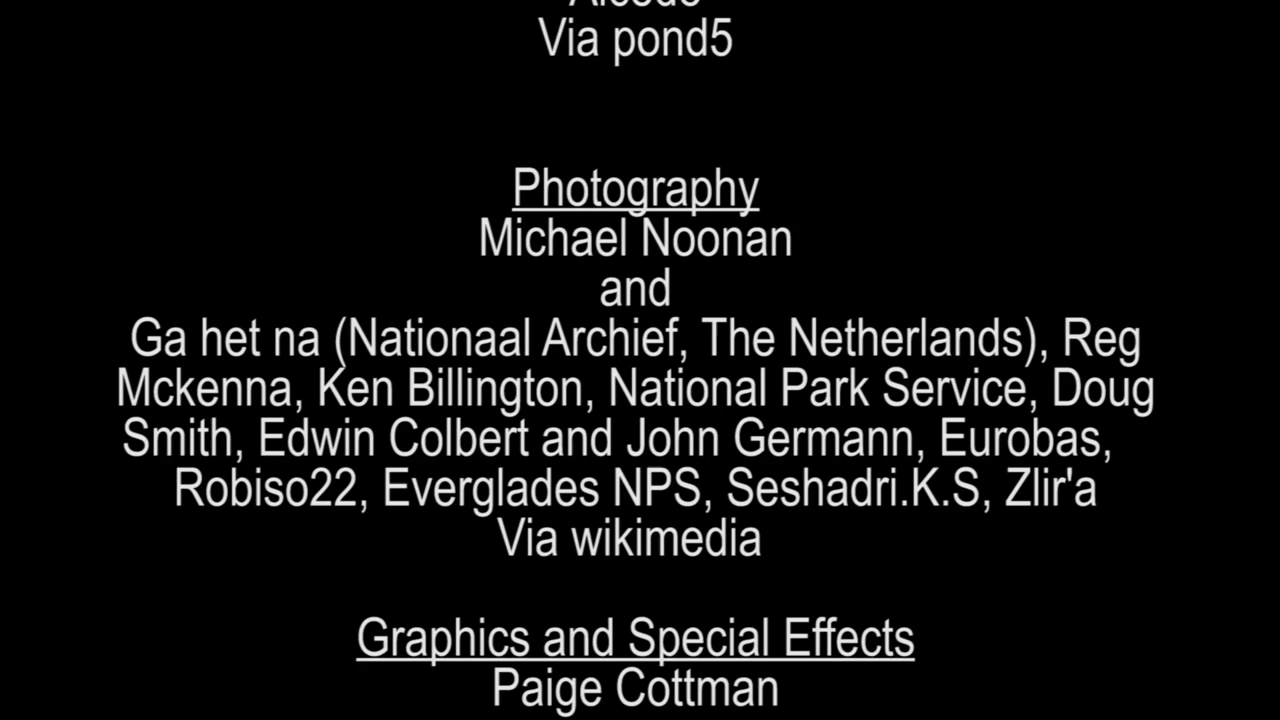 Via pond5
Photography
Michael Noonan
and
Ga het na (Nationaal Archief, The Netherlands), Reg
Mckenna, Ken Billington, National Park Service, Doug
Smith, Edwin Colbert and John Germann, Eurobas,
Robiso22, Everglades NPS, Seshadri.K.S, Zlir'a
Via wikimedia
Graphics and Special Effects
Paige Cottman